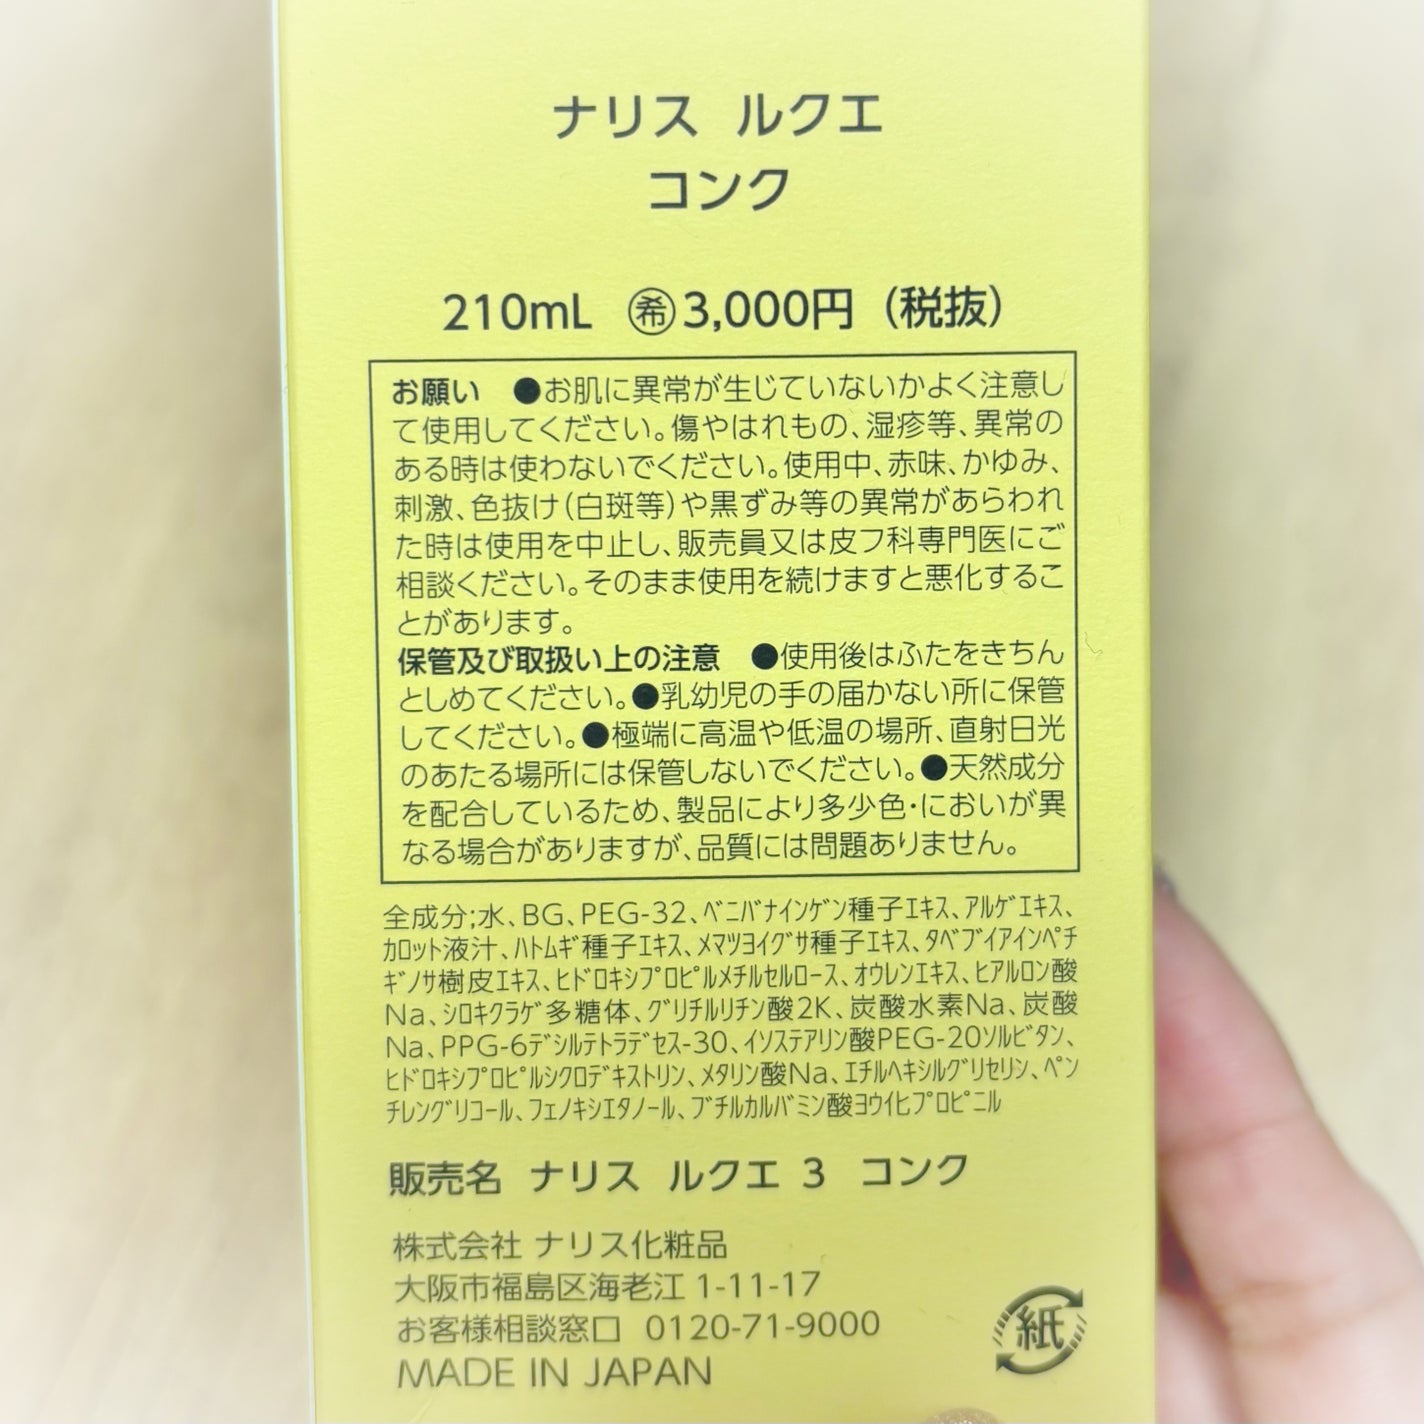 ナリス ルクエ
コンク
210mL ㊝3,000円（税抜）
お願い ●お肌に異常が生じていないかよく注意し
て使用してください。傷やはれもの、湿疹等、異常の
ある時は使わないでください。使用中、赤味、かゆみ、
刺激、色抜け（白斑等）や黒ずみ等の異常があらわれ
た時は使用を中止し、販売員又は皮フ科専門医にご
相談ください。そのまま使用を続けますと悪化するこ
とがあります。
保管及び取扱い上の注意 ●使用後はふたをきちん
としめてください。●乳幼児の手の届かない所に保管
してください。●極端に高温や低温の場所、直射日光
のあたる場所には保管しないでください。●天然成分
を配合しているため、製品により多少色・においが異
なる場合がありますが、品質には問題ありません。
全成分;水、BG、PEG-32、ﾍﾞﾆﾊﾞﾅｲﾝｹﾞﾝ種子ｴｷｽ、ｱﾙｹﾞｴｷｽ、
ｶﾛｯﾄ液汁、ﾊﾄﾑｷﾞ種子ｴｷｽ、ﾒﾏﾂﾖｲｸﾞｻ種子ｴｷｽ、ﾀﾍﾞﾌﾞｲｱｲﾝﾍﾟﾁ
ｷﾞﾉｻ樹皮ｴｷｽ、ﾋﾄﾞﾛｷｼﾌﾟﾛﾋﾟﾙﾒﾁﾙｾﾙﾛｰｽ、ｵｳﾚﾝｴｷｽ、ﾋｱﾙﾛﾝ酸
Na、ｼﾛｷｸﾗｹﾞ多糖体、ｸﾞﾘﾁﾙﾘﾁﾝ酸2K、炭酸水素Na、炭酸
Na、PPG-6ﾃﾞｼﾙﾃﾄﾗﾃﾞｾｽ-30、ｲｿｽﾃｱﾘﾝ酸PEG-20ｿﾙﾋﾞﾀﾝ、
ﾋﾄﾞﾛｷｼﾌﾟﾛﾋﾟﾙｼｸﾛﾃﾞｷｽﾄﾘﾝ、ﾒﾀﾘﾝ酸Na、ｴﾁﾙﾍｷｼﾙｸﾞﾘｾﾘﾝ、ﾍﾟﾝ
ﾁﾚﾝｸﾞﾘｺｰﾙ、ﾌｪﾉｷｼｴﾀﾉｰﾙ、ﾌﾞﾁﾙｶﾙﾊﾞﾐﾝ酸ﾖｳ化ﾌﾟﾛﾋﾟﾆﾙ
販売名 ナリス ルクエ 3 コンク
株式会社 ナリス化粧品
大阪市福島区海老江 1-11-17
お客様相談窓口 0120-71-9000
MADE IN JAPAN
紙